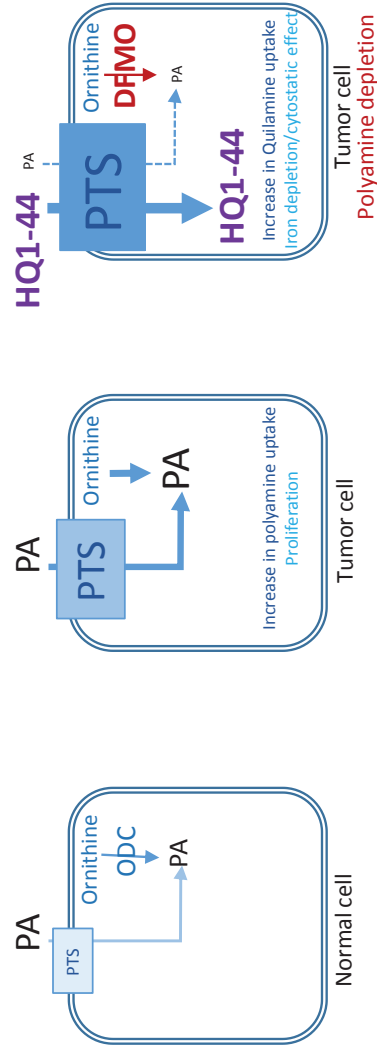 PA
PTS
Ornithine
ODC
PA
Normal cell
PA
PTS
Ornithine
PA
Increase in polyamine uptake
Proliferation
Tumor cell
HQ1-44
PA
PTS
Ornithine
DFMO
PA
HQ1-44
Increase in Quilamine uptake
Iron depletion/cytostatic effect
Tumor cell
Polyamine depletion